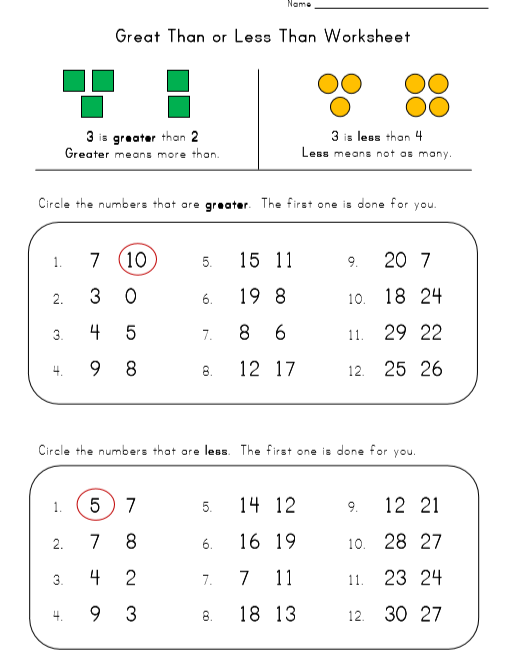 Name
Great Than or Less Than Worksheet
3 is greater than 2
Greater means more than.
3 is less than 4
Less means not as many.
Circle the numbers that are greater. The first one is done for you.
1. 7 10 5. 15 11 9. 20 7
2. 3 0 6. 19 8 10. 18 24
3. 4 5 7. 8 6 11. 29 22
4. 9 8 8. 12 17 12. 25 26
Circle the numbers that are less. The first one is done for you.
1. 5 7 5. 14 12 9. 12 21
2. 7 8 6. 16 19 10. 28 27
3. 4 2 7. 7 11 11. 23 24
4. 9 3 8. 18 13 12. 30 27